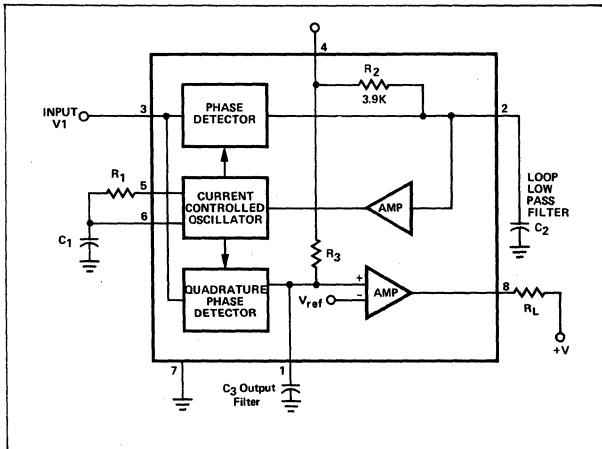 4
R2
3.9K
INPUT
V1
3
PHASE
DETECTOR
2
R1
5
6
CURRENT
CONTROLLED
OSCILLATOR
AMP
LOOP
LOW
PASS
FILTER
C2
C1
R3
QUADRATURE
PHASE
DETECTOR
+
Vref
−
AMP
8
RL
+V
7
1
C3 Output
Filter